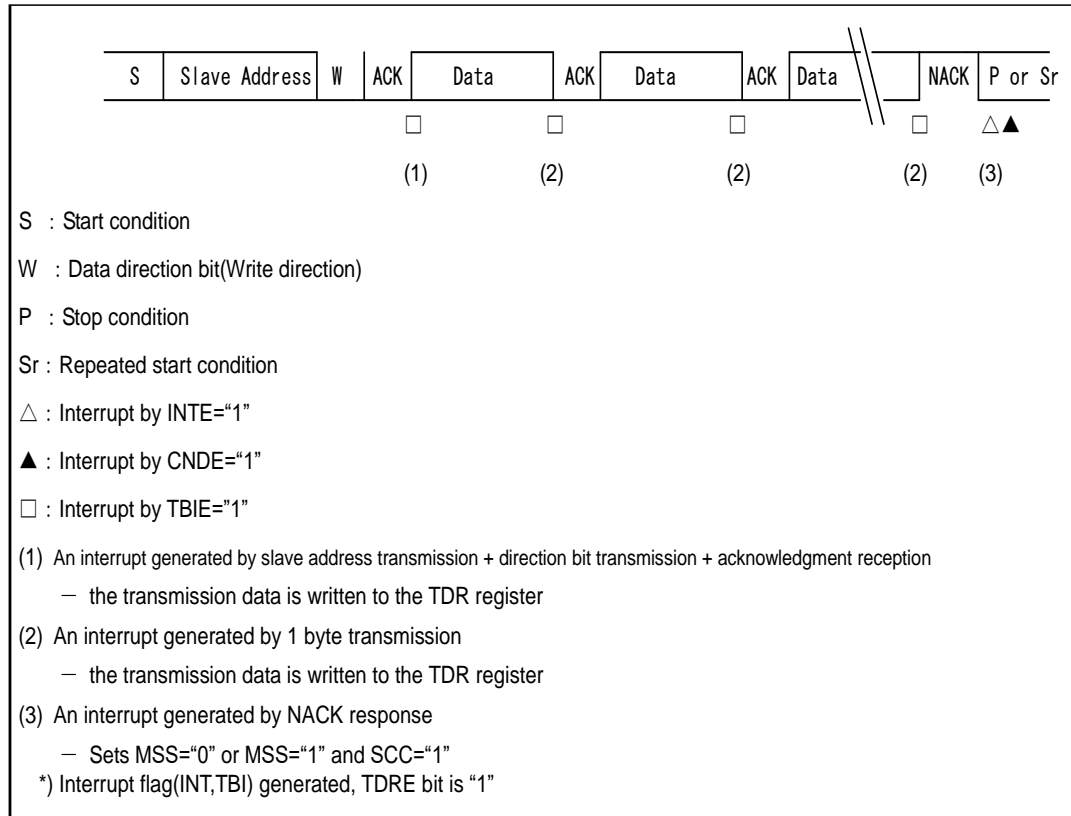 S Slave Address W ACK Data ACK Data ACK Data NACK P or Sr
□ □ □ □ △▲
(1) (2) (2) (2) (3)
S : Start condition
W : Data direction bit(Write direction)
P : Stop condition
Sr : Repeated start condition
△ : Interrupt by INTE=“1”
▲ : Interrupt by CNDE=“1”
□ : Interrupt by TBIE=”1”
(1) An interrupt generated by slave address transmission + direction bit transmission + acknowledgment reception
— the transmission data is written to the TDR register
(2) An interrupt generated by 1 byte transmission
— the transmission data is written to the TDR register
(3) An interrupt generated by NACK response
— Sets MSS=“0” or MSS=“1” and SCC=“1”
*) Interrupt flag(INT,TBI) generated, TDRE bit is “1”